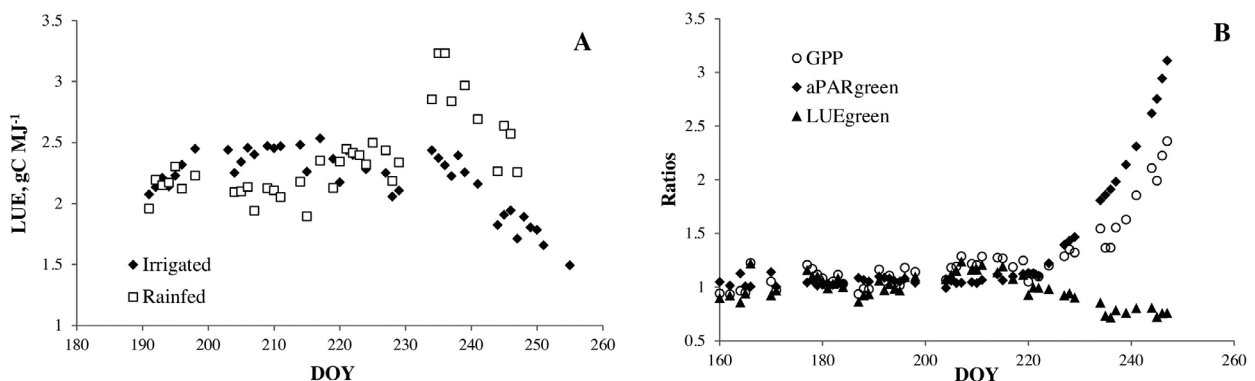 A
LUE, gC MJ-1
3.5
3
2.5
2
1.5
1
Irrigated
Rainfed
180 190 200 210 220 230 240 250 260
DOY
B
Ratios
3.5
3
2.5
2
1.5
1
0.5
GPP
aPARgreen
LUEgreen
160 180 200 220 240 260
DOY